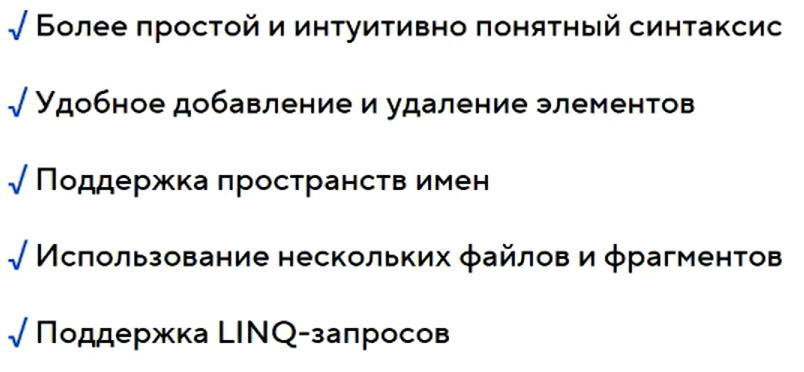 √ Более простой и интуитивно понятный синтаксис
√ Удобное добавление и удаление элементов
√ Поддержка пространств имен
√ Использование нескольких файлов и фрагментов
√ Поддержка LINQ-запросов